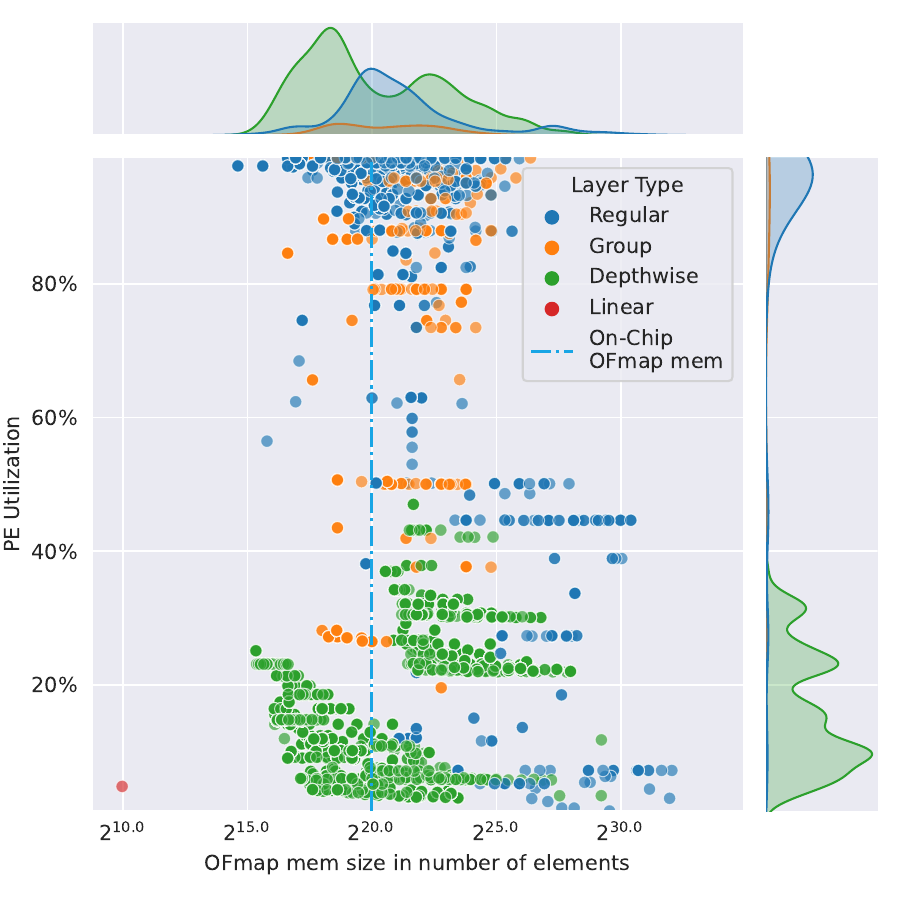 Layer Type
Regular
Group
Depthwise
Linear
On-Chip
OFmap mem
80%
60%
40%
20%
PE Utilization
2^10.0 2^15.0 2^20.0 2^25.0 2^30.0
OFmap mem size in number of elements